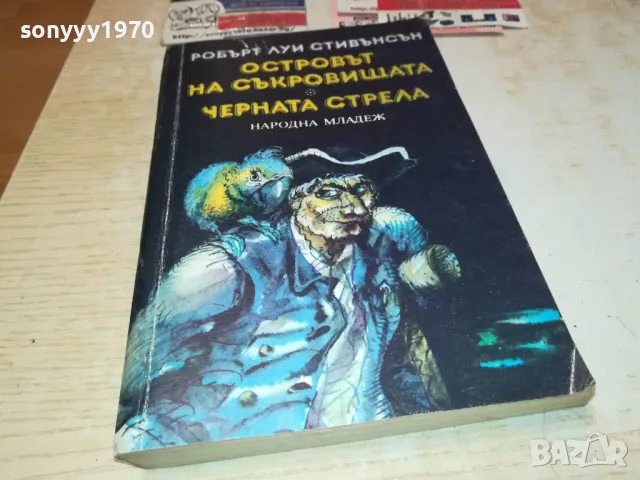 sonyyy1970
РОБЪРТ ЛУИ СТИВЪНСЪН
ОСТРОВЪТ
НА СЪКРОВИЩАТА
ЧЕРНАТА СТРЕЛА
НАРОДНА МЛАДЕЖ
BAZAR